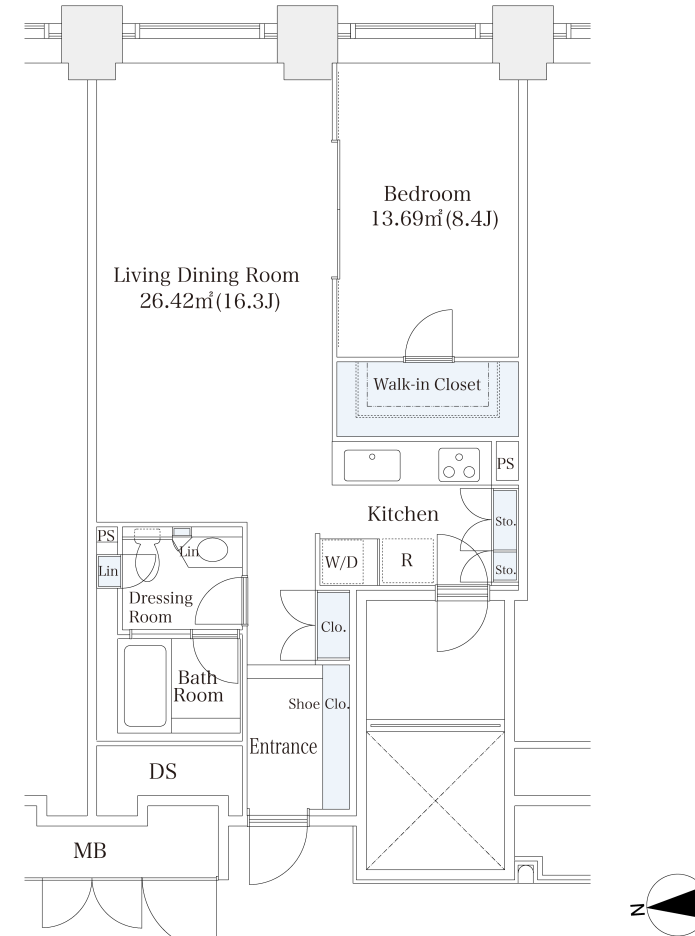 Bedroom
13.69㎡(8.4J)
Living Dining Room
26.42㎡(16.3J)
Walk-in Closet
PS
Kitchen
Sto.
PS
Lin
W/D
R
Lin
Sto.
Dressing
Room
Clo.
Bath
Room
Shoe Clo.
Entrance
DS
MB
N